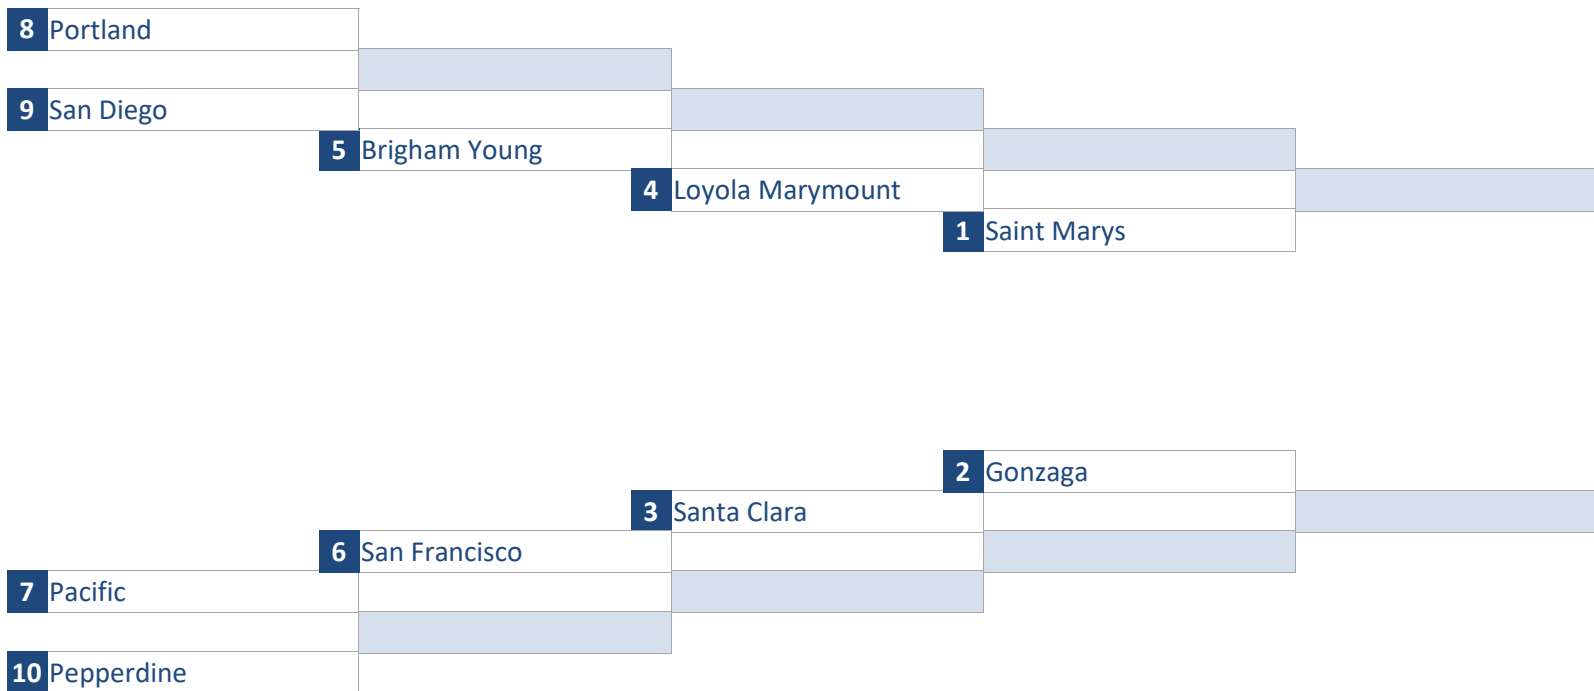 8 Portland
9 San Diego
5 Brigham Young
4 Loyola Marymount
1 Saint Marys
2 Gonzaga
3 Santa Clara
6 San Francisco
7 Pacific
10 Pepperdine